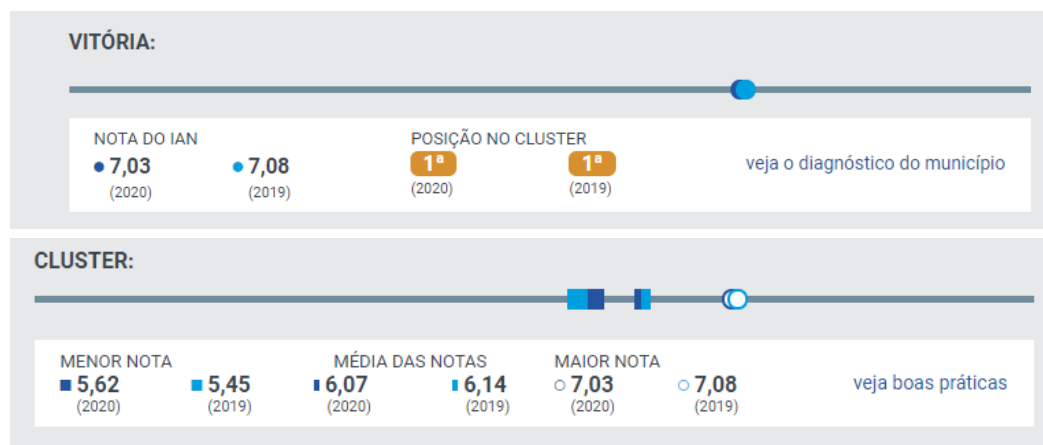 VITÓRIA:
NOTA DO IAN POSIÇÃO NO CLUSTER
7,03 7,08 1ª 1ª veja o diagnóstico do município
(2020) (2019) (2020) (2019)
CLUSTER:
MENOR NOTA MÉDIA DAS NOTAS MAIOR NOTA
5,62 5,45 6,07 6,14 7,03 7,08 veja boas práticas
(2020) (2019) (2020) (2019) (2020) (2019)